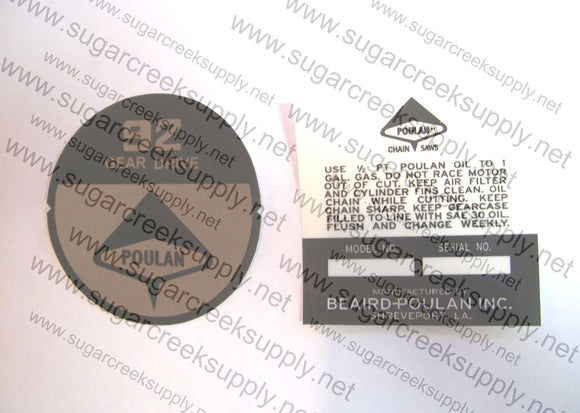 32
GEAR DRIVE
POULAN
POULAN
CHAIN SAWS
USE ½ PT. POULAN OIL TO 1
GAL. GAS. DO NOT RACE MOTOR
OUT OF CUT. KEEP AIR FILTER
AND CYLINDER FINS CLEAN. OIL
CHAIN WHILE CUTTING. KEEP
CHAIN SHARP. KEEP GEARCASE
FILLED TO LINE WITH SAE 30 OIL.
FLUSH AND CHANGE WEEKLY.
MODEL NO. SERIAL NO.
MANUFACTURED BY
BEAIRD-POULAN INC.
SHREVEPORT, LA.
www.sugarcreeksupply.net